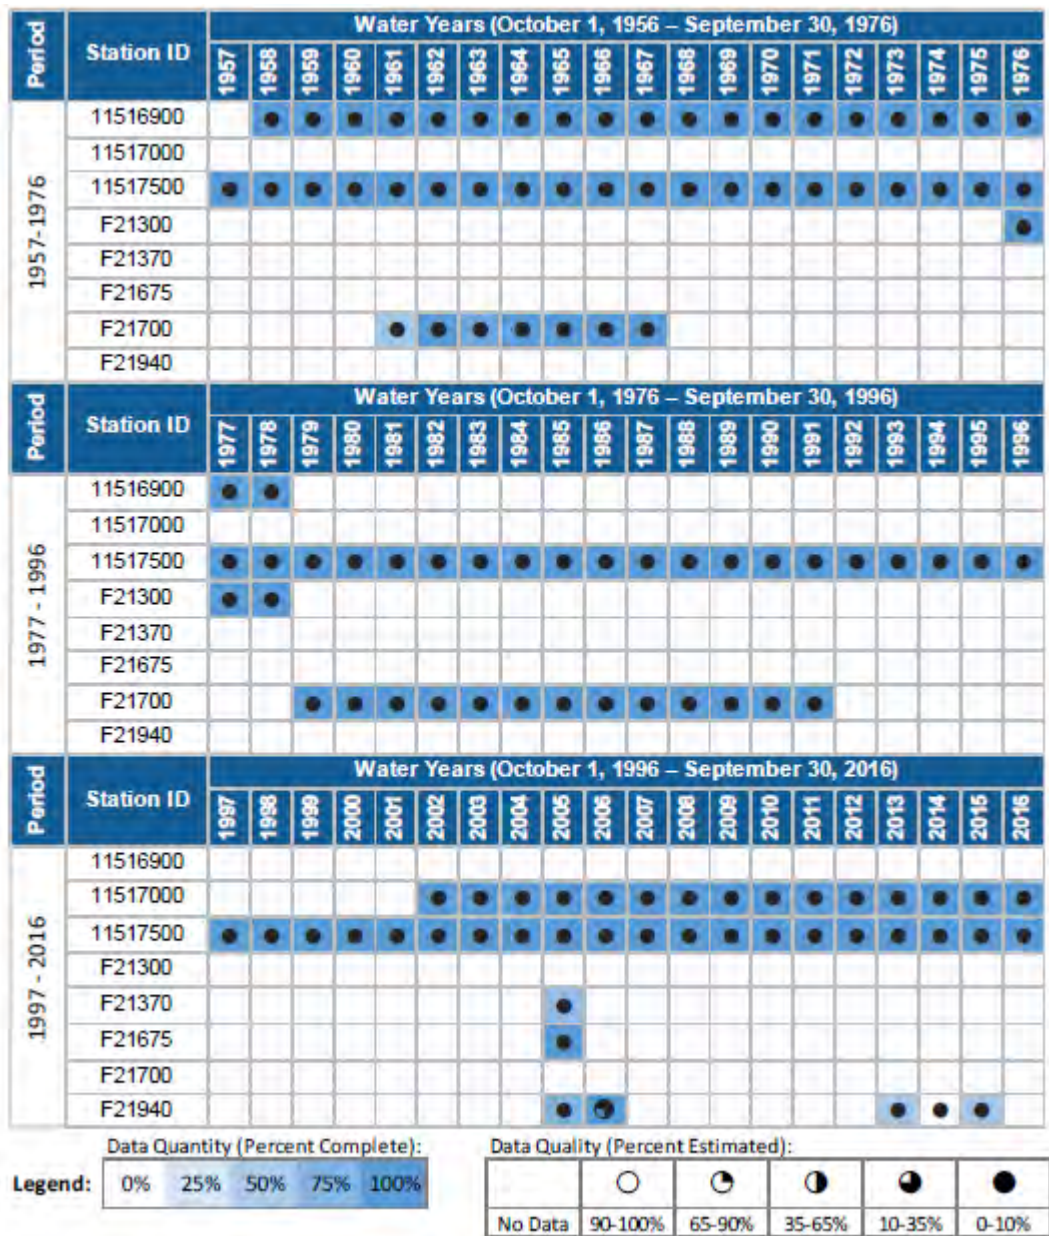 Period Station ID Water Years (October 1, 1956 – September 30, 1976)
1957 1958 1959 1960 1961 1962 1963 1964 1965 1966 1967 1968 1969 1970 1971 1972 1973 1974 1975 1976
1957-1976
11516900
11517000
11517500
F21300
F21370
F21675
F21700
F21940
Period Station ID Water Years (October 1, 1976 – September 30, 1996)
1977 1978 1979 1980 1981 1982 1983 1984 1985 1986 1987 1988 1989 1990 1991 1992 1993 1994 1995 1996
1977 - 1996
11516900
11517000
11517500
F21300
F21370
F21675
F21700
F21940
Period Station ID Water Years (October 1, 1996 – September 30, 2016)
1997 1998 1999 2000 2001 2002 2003 2004 2005 2006 2007 2008 2009 2010 2011 2012 2013 2014 2015 2016
1997 - 2016
11516900
11517000
11517500
F21300
F21370
F21675
F21700
F21940
Data Quantity (Percent Complete): Data Quality (Percent Estimated):
Legend: 0% 25% 50% 75% 100%
No Data 90-100% 65-90% 35-65% 10-35% 0-10%